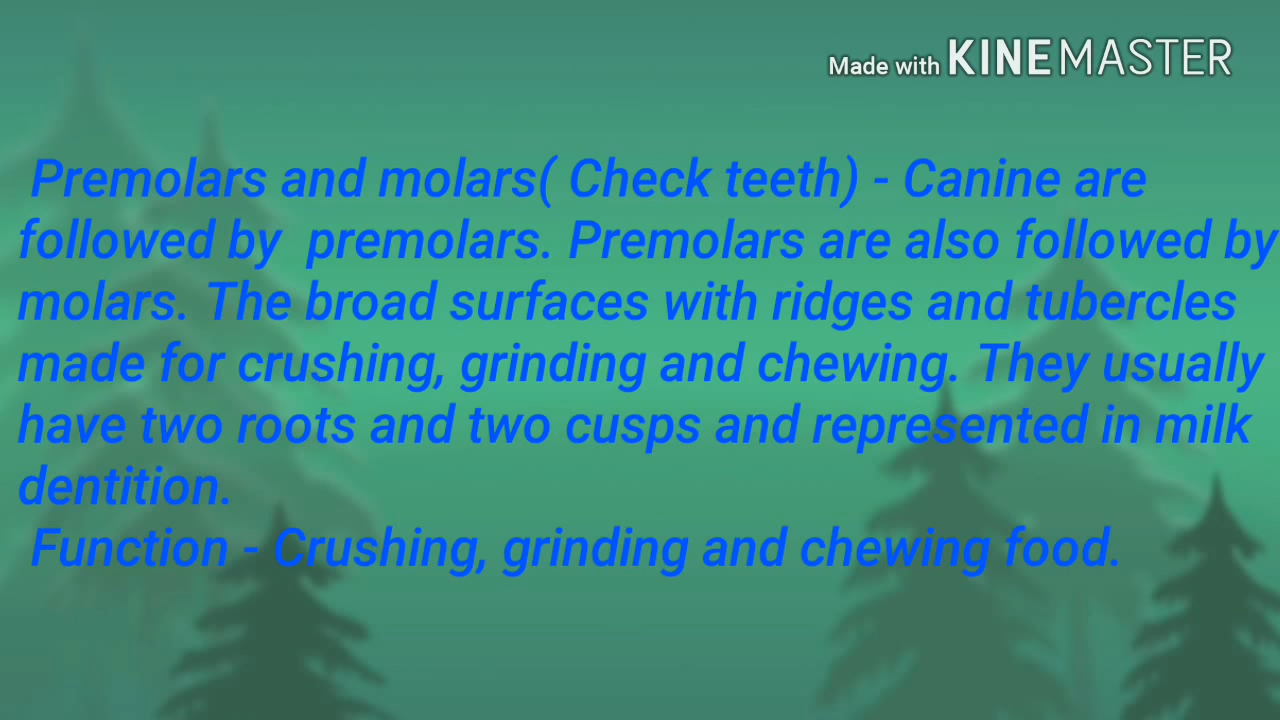 Made with KINEMASTER
Premolars and molars( Check teeth) - Canine are
followed by premolars. Premolars are also followed by
molars. The broad surfaces with ridges and tubercles
made for crushing, grinding and chewing. They usually
have two roots and two cusps and represented in milk
dentition.
Function - Crushing, grinding and chewing food.